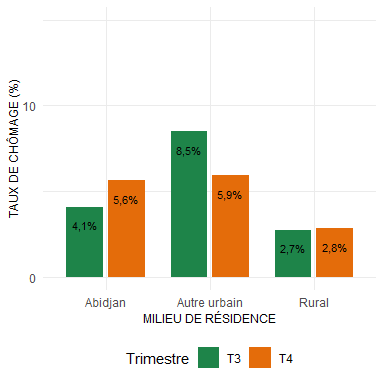 TAUX DE CHÔMAGE (%)
10
0
4,1%
5,6%
8,5%
5,9%
2,7%
2,8%
Abidjan
Autre urbain
Rural
MILIEU DE RÉSIDENCE
Trimestre
T3
T4